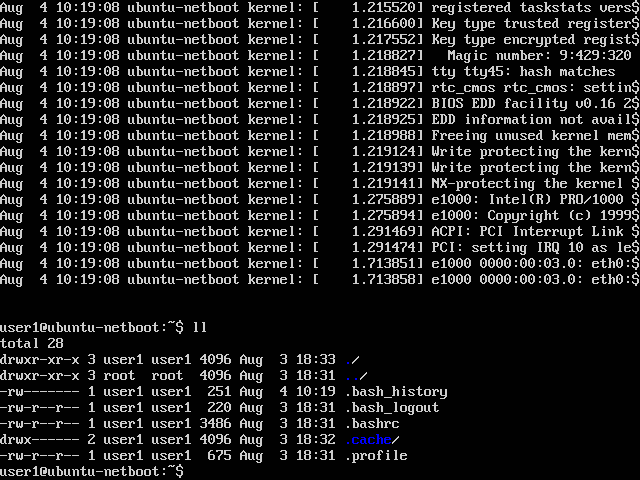 Aug  4 10:19:08 ubuntu-netboot kernel: [    1.215520] registered taskstats vers$
Aug  4 10:19:08 ubuntu-netboot kernel: [    1.216600] Key type trusted register$
Aug  4 10:19:08 ubuntu-netboot kernel: [    1.217552] Key type encrypted regist$
Aug  4 10:19:08 ubuntu-netboot kernel: [    1.218827]   Magic number: 9:429:320
Aug  4 10:19:08 ubuntu-netboot kernel: [    1.218845] tty tty45: hash matches
Aug  4 10:19:08 ubuntu-netboot kernel: [    1.218897] rtc_cmos rtc_cmos: settin$
Aug  4 10:19:08 ubuntu-netboot kernel: [    1.218922] BIOS EDD facility v0.16 2$
Aug  4 10:19:08 ubuntu-netboot kernel: [    1.218925] EDD information not avail$
Aug  4 10:19:08 ubuntu-netboot kernel: [    1.218988] Freeing unused kernel mem$
Aug  4 10:19:08 ubuntu-netboot kernel: [    1.219124] Write protecting the kern$
Aug  4 10:19:08 ubuntu-netboot kernel: [    1.219139] Write protecting the kern$
Aug  4 10:19:08 ubuntu-netboot kernel: [    1.219141] NX-protecting the kernel $
Aug  4 10:19:08 ubuntu-netboot kernel: [    1.275889] e1000: Intel(R) PRO/1000 $
Aug  4 10:19:08 ubuntu-netboot kernel: [    1.275894] e1000: Copyright (c) 1999$
Aug  4 10:19:08 ubuntu-netboot kernel: [    1.291469] ACPI: PCI Interrupt Link $
Aug  4 10:19:08 ubuntu-netboot kernel: [    1.291474] PCI: setting IRQ 10 as le$
Aug  4 10:19:08 ubuntu-netboot kernel: [    1.713851] e1000 0000:00:03.0: eth0:$
Aug  4 10:19:08 ubuntu-netboot kernel: [    1.713858] e1000 0000:00:03.0: eth0:$
user1@ubuntu-netboot:~$ ll
total 28
drwxr-xr-x 3 user1 user1 4096 Aug  3 18:33 ./
drwxr-xr-x 3 root  root  4096 Aug  3 18:31 ../
-rw------- 1 user1 user1  251 Aug  4 10:19 .bash_history
-rw-r--r-- 1 user1 user1  220 Aug  3 18:31 .bash_logout
-rw-r--r-- 1 user1 user1 3486 Aug  3 18:31 .bashrc
drwx------ 2 user1 user1 4096 Aug  3 18:32 .cache/
-rw-r--r-- 1 user1 user1  675 Aug  3 18:31 .profile
user1@ubuntu-netboot:~$